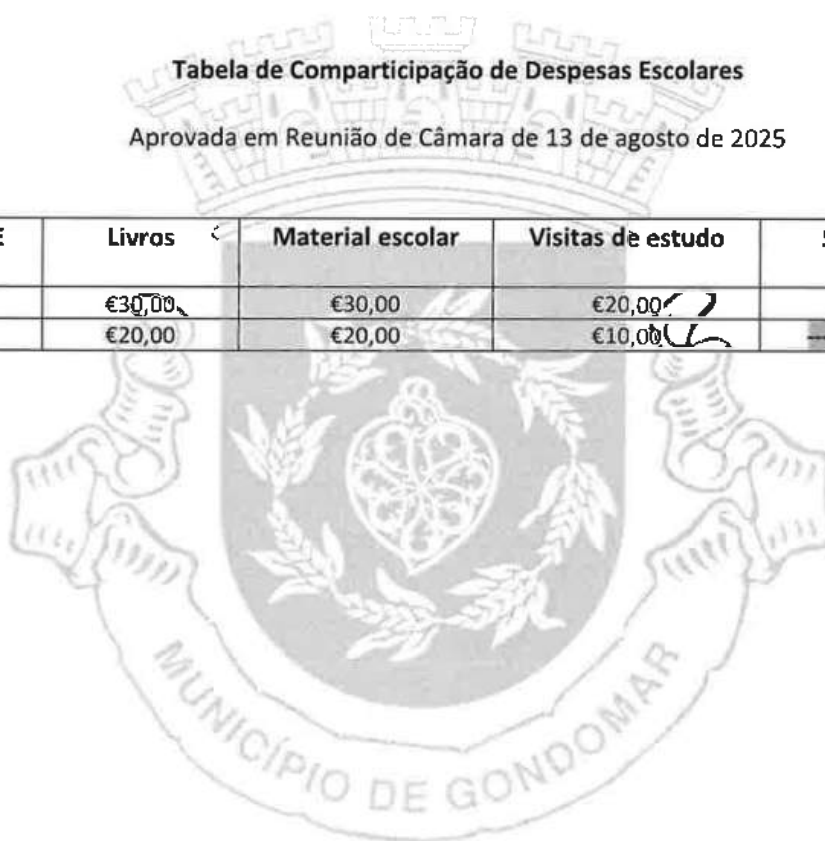 Tabela de Comparticipação de Despesas Escolares
Aprovada em Reunião de Câmara de 13 de agosto de 2025
E Livros Material escolar Visitas de estudo
€30,00 €30,00 €20,00
€20,00 €20,00 €10,00
MUNICÍPIO DE GONDOMAR